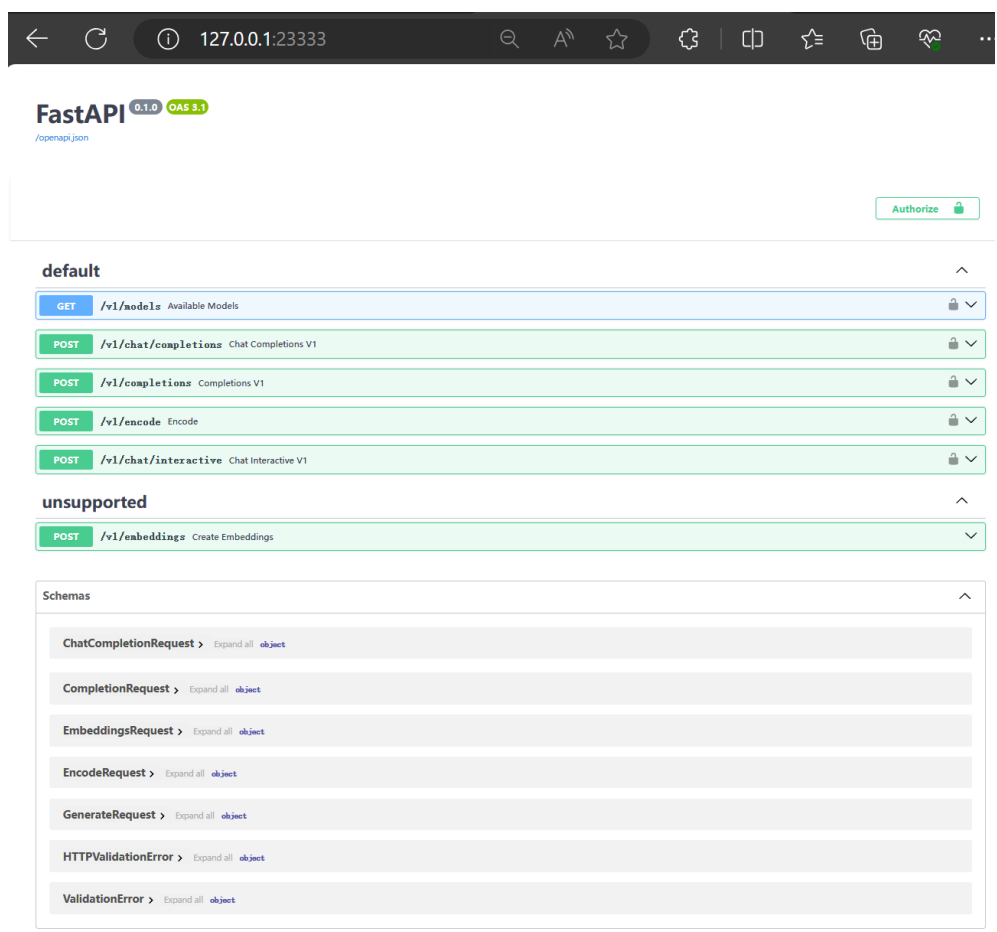 127.0.0.1:23333
FastAPI 0.1.0 OAS 3.1
/openapi.json
Authorize
default
GET /v1/models Available Models
POST /v1/chat/completions Chat Completions V1
POST /v1/completions Completions V1
POST /v1/encode Encode
POST /v1/chat/interactive Chat Interactive V1
unsupported
POST /v1/embeddings Create Embeddings
Schemas
ChatCompletionRequest Expand all object
CompletionRequest Expand all object
EmbeddingsRequest Expand all object
EncodeRequest Expand all object
GenerateRequest Expand all object
HTTPValidationError Expand all object
ValidationError Expand all object